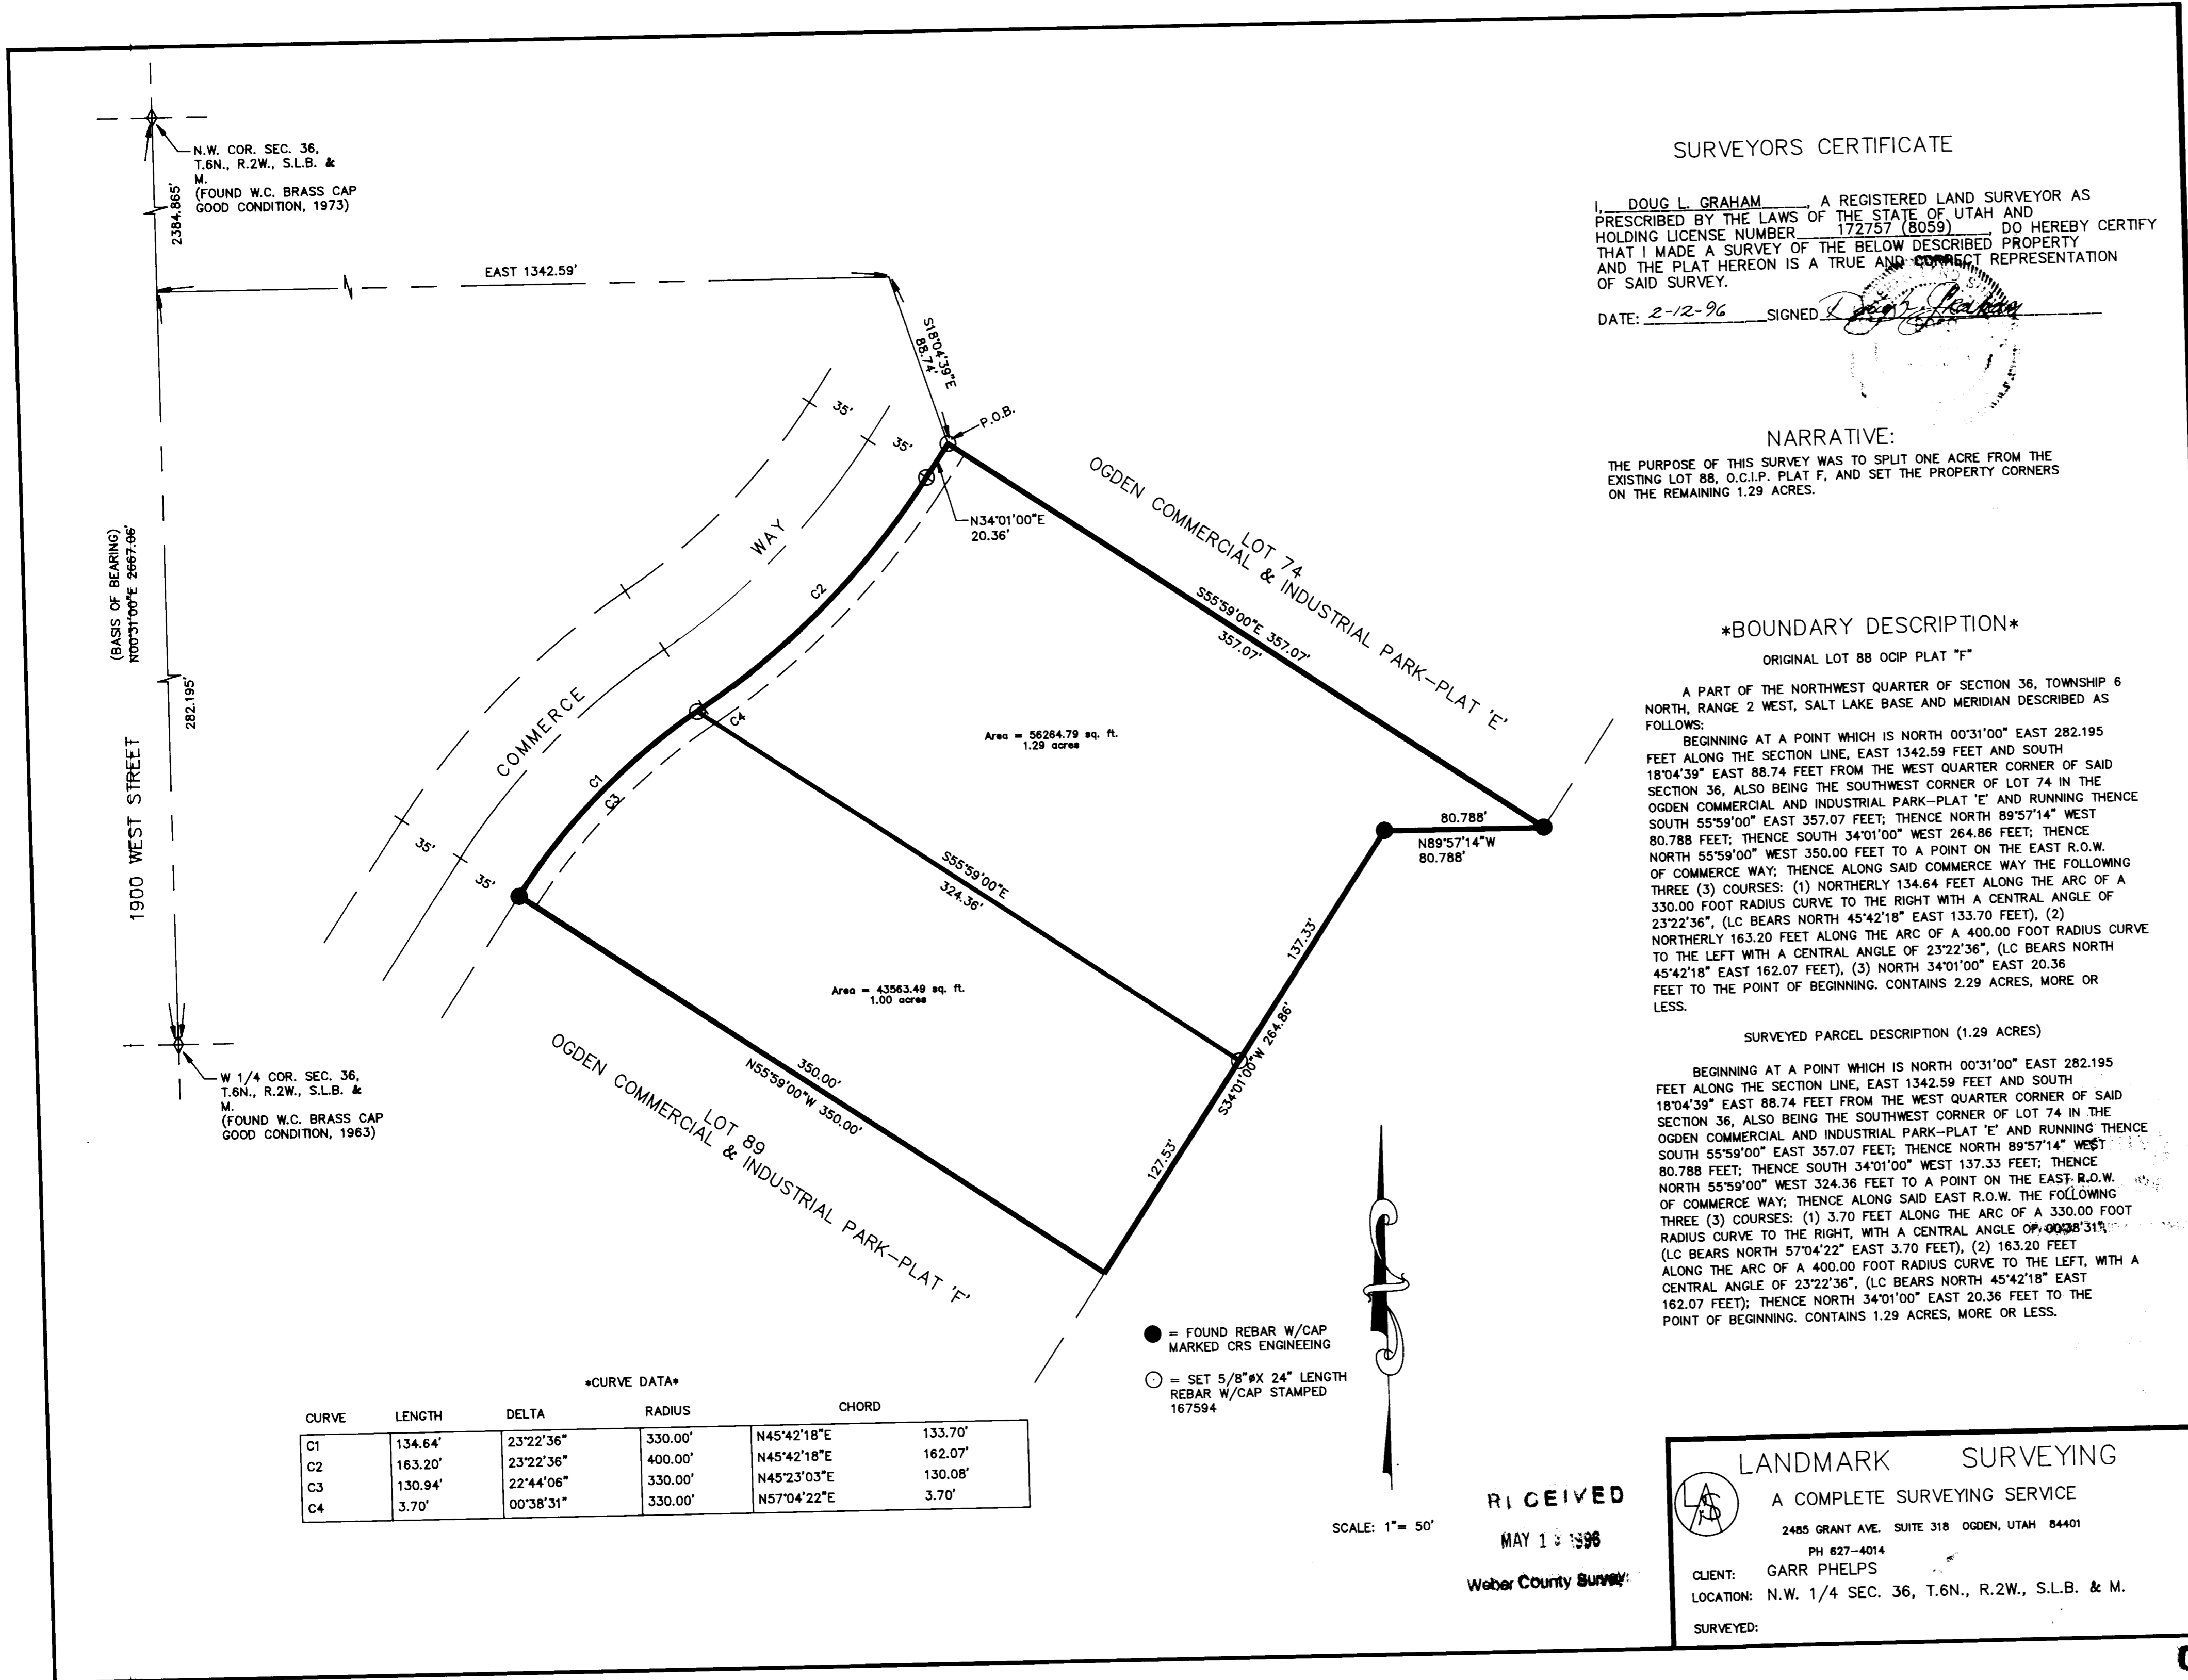 N.W. COR. SEC. 36,
T.6N., R.2W., S.L.B. &
M.
(FOUND W.C. BRASS CAP
GOOD CONDITION, 1973)
2384.865'
EAST 1342.59'
S18°04'39"E
88.74'
P.O.B.
35'
35'
N34°01'00"E
20.36'
COMMERCE WAY
C2
C1
C3
C4
35'
35'
(BASIS OF BEARING)
N00°31'00"E 2667.06'
282.195'
1900 WEST STREET
LOT 74
OGDEN COMMERCIAL & INDUSTRIAL PARK-PLAT 'E'
S55°59'00"E 357.07'
357.07'
Area = 56264.79 sq. ft.
1.29 acres
80.788'
N89°57'14"W
80.788'
S55°59'00"E
324.36'
137.33'
S34°01'00"W 264.86'
127.53'
Area = 43563.49 sq. ft.
1.00 acres
350.00'
N55°59'00"W 350.00'
LOT 89
OGDEN COMMERCIAL & INDUSTRIAL PARK-PLAT 'F'
W 1/4 COR. SEC. 36,
T.6N., R.2W., S.L.B. &
M.
(FOUND W.C. BRASS CAP
GOOD CONDITION, 1963)
= FOUND REBAR W/CAP
MARKED CRS ENGINEEING
= SET 5/8"øX 24" LENGTH
REBAR W/CAP STAMPED
167594
*CURVE DATA*
CURVE LENGTH DELTA RADIUS CHORD
C1 134.64' 23°22'36" 330.00' N45°42'18"E 133.70'
C2 163.20' 23°22'36" 400.00' N45°42'18"E 162.07'
C3 130.94' 22°44'06" 330.00' N45°23'03"E 130.08'
C4 3.70' 00°38'31" 330.00' N57°04'22"E 3.70'
SCALE: 1"= 50'
MAY 1 1996
Weber County Survey
SURVEYORS CERTIFICATE
I, DOUG L. GRAHAM, A REGISTERED LAND SURVEYOR AS
PRESCRIBED BY THE LAWS OF THE STATE OF UTAH AND
HOLDING LICENSE NUMBER 172757 (8059), DO HEREBY CERTIFY
THAT I MADE A SURVEY OF THE BELOW DESCRIBED PROPERTY
AND THE PLAT HEREON IS A TRUE AND CORRECT REPRESENTATION
OF SAID SURVEY.
DATE: 2-12-96 SIGNED Doug L. Graham
NARRATIVE:
THE PURPOSE OF THIS SURVEY WAS TO SPLIT ONE ACRE FROM THE
EXISTING LOT 88, O.C.I.P. PLAT F, AND SET THE PROPERTY CORNERS
ON THE REMAINING 1.29 ACRES.
*BOUNDARY DESCRIPTION*
ORIGINAL LOT 88 OCIP PLAT "F"
A PART OF THE NORTHWEST QUARTER OF SECTION 36, TOWNSHIP 6
NORTH, RANGE 2 WEST, SALT LAKE BASE AND MERIDIAN DESCRIBED AS
FOLLOWS:
BEGINNING AT A POINT WHICH IS NORTH 00°31'00" EAST 282.195
FEET ALONG THE SECTION LINE, EAST 1342.59 FEET AND SOUTH
18°04'39" EAST 88.74 FEET FROM THE WEST QUARTER CORNER OF SAID
SECTION 36, ALSO BEING THE SOUTHWEST CORNER OF LOT 74 IN THE
OGDEN COMMERCIAL AND INDUSTRIAL PARK-PLAT 'E' AND RUNNING THENCE
SOUTH 55°59'00" EAST 357.07 FEET; THENCE NORTH 89°57'14" WEST
80.788 FEET; THENCE SOUTH 34°01'00" WEST 264.86 FEET; THENCE
NORTH 55°59'00" WEST 350.00 FEET TO A POINT ON THE EAST R.O.W.
OF COMMERCE WAY; THENCE ALONG SAID COMMERCE WAY THE FOLLOWING
THREE (3) COURSES: (1) NORTHERLY 134.64 FEET ALONG THE ARC OF A
330.00 FOOT RADIUS CURVE TO THE RIGHT WITH A CENTRAL ANGLE OF
23°22'36", (LC BEARS NORTH 45°42'18" EAST 133.70 FEET), (2)
NORTHERLY 163.20 FEET ALONG THE ARC OF A 400.00 FOOT RADIUS CURVE
TO THE LEFT WITH A CENTRAL ANGLE OF 23°22'36", (LC BEARS NORTH
45°42'18" EAST 162.07 FEET), (3) NORTH 34°01'00" EAST 20.36
FEET TO THE POINT OF BEGINNING. CONTAINS 2.29 ACRES, MORE OR
LESS.
SURVEYED PARCEL DESCRIPTION (1.29 ACRES)
BEGINNING AT A POINT WHICH IS NORTH 00°31'00" EAST 282.195
FEET ALONG THE SECTION LINE, EAST 1342.59 FEET AND SOUTH
18°04'39" EAST 88.74 FEET FROM THE WEST QUARTER CORNER OF SAID
SECTION 36, ALSO BEING THE SOUTHWEST CORNER OF LOT 74 IN THE
OGDEN COMMERCIAL AND INDUSTRIAL PARK-PLAT 'E' AND RUNNING THENCE
SOUTH 55°59'00" EAST 357.07 FEET; THENCE NORTH 89°57'14" WEST
80.788 FEET; THENCE SOUTH 34°01'00" WEST 137.33 FEET; THENCE
NORTH 55°59'00" WEST 324.36 FEET TO A POINT ON THE EAST R.O.W.
OF COMMERCE WAY; THENCE ALONG SAID EAST R.O.W. THE FOLLOWING
THREE (3) COURSES: (1) 3.70 FEET ALONG THE ARC OF A 330.00 FOOT
RADIUS CURVE TO THE RIGHT, WITH A CENTRAL ANGLE OF 00°38'31",
(LC BEARS NORTH 57°04'22" EAST 3.70 FEET), (2) 163.20 FEET
ALONG THE ARC OF A 400.00 FOOT RADIUS CURVE TO THE LEFT, WITH A
CENTRAL ANGLE OF 23°22'36", (LC BEARS NORTH 45°42'18" EAST
162.07 FEET); THENCE NORTH 34°01'00" EAST 20.36 FEET TO THE
POINT OF BEGINNING. CONTAINS 1.29 ACRES, MORE OR LESS.
LANDMARK SURVEYING
A COMPLETE SURVEYING SERVICE
2485 GRANT AVE. SUITE 318 OGDEN, UTAH 84401
PH 627-4014
CLIENT: GARR PHELPS
LOCATION: N.W. 1/4 SEC. 36, T.6N., R.2W., S.L.B. & M.
SURVEYED: